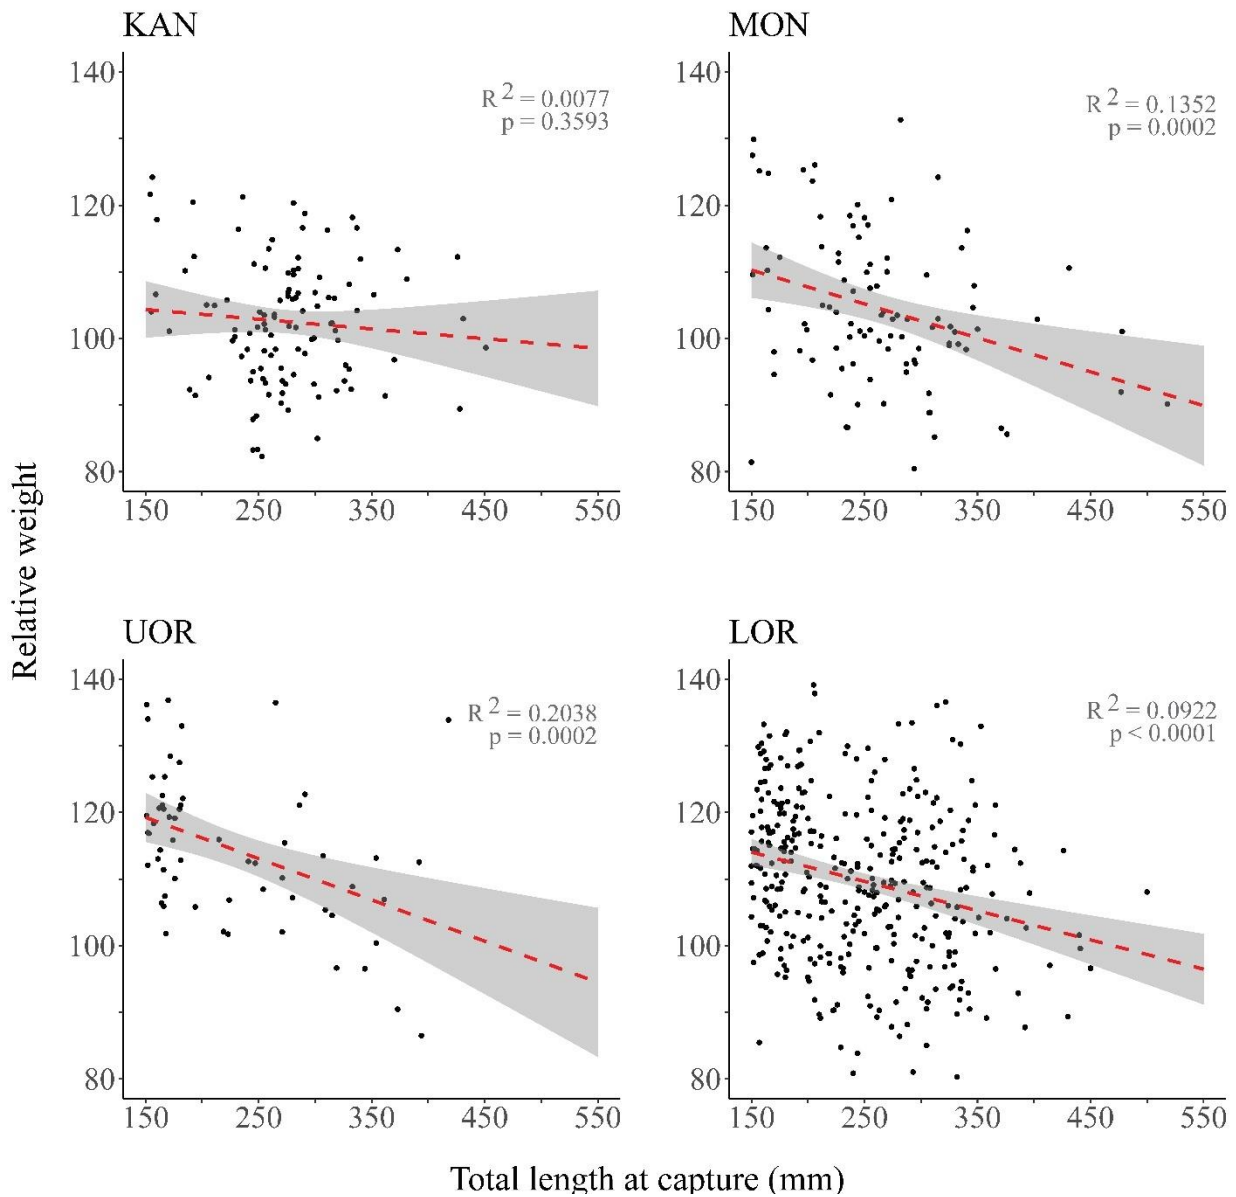 KAN
R² = 0.0077
p = 0.3593
140
120
100
80
150 250 350 450 550
MON
R² = 0.1352
p = 0.0002
140
120
100
80
150 250 350 450 550
Relative weight
UOR
R² = 0.2038
p = 0.0002
140
120
100
80
150 250 350 450 550
LOR
R² = 0.0922
p < 0.0001
140
120
100
80
150 250 350 450 550
Total length at capture (mm)